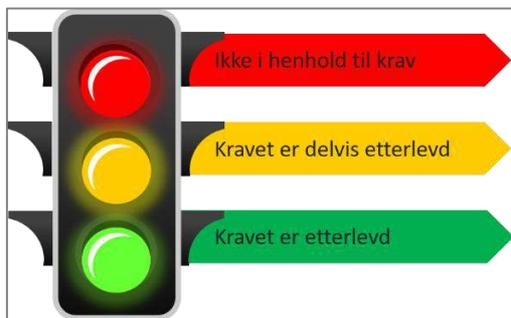 Ikke i henhold til krav
Kravet er delvis etterlevd
Kravet er etterlevd